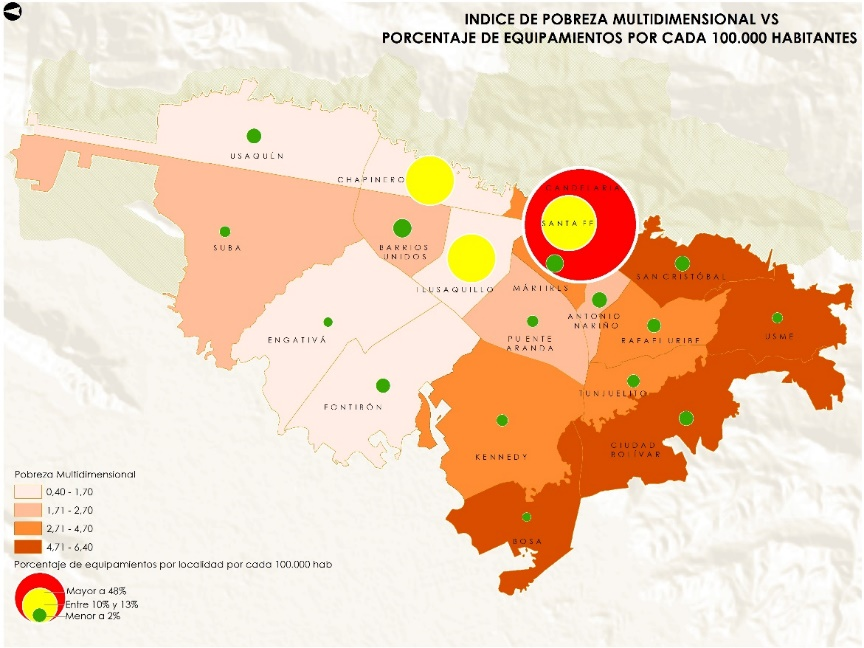 INDICE DE POBREZA MULTIDIMENSIONAL VS
PORCENTAJE DE EQUIPAMIENTOS POR CADA 100.000 HABITANTES
USAQUÉN
CHAPINERO
CANDELARIA
SANTA FE
SUBA
BARRIOS
UNIDOS
TEUSAQUILLO
MÁRTIRES
SAN CRISTÓBAL
ANTONIO
NARIÑO
ENGATIVÁ
PUENTE
ARANDA
RAFAEL URIBE
USME
FONTIBÓN
TUNJUELITO
KENNEDY
CIUDAD
BOLÍVAR
BOSA
Pobreza Multidimensional
0,40 - 1,70
1,71 - 2,70
2,71 - 4,70
4,71 - 6,40
Porcentaje de equipamientos por localidad por cada 100.000 hab
Mayor a 48%
Entre 10% y 13%
Menor a 2%